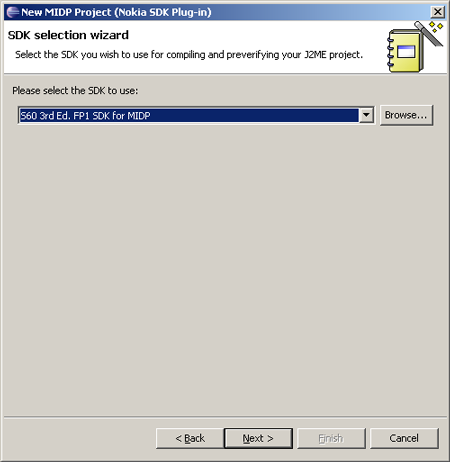 New MIDP Project (Nokia SDK Plug-in)
SDK selection wizard
Select the SDK you wish to use for compiling and preverifying your J2ME project.
Please select the SDK to use:
S60 3rd Ed. FP1 SDK for MIDP
Browse...
< Back
Next >
Finish
Cancel